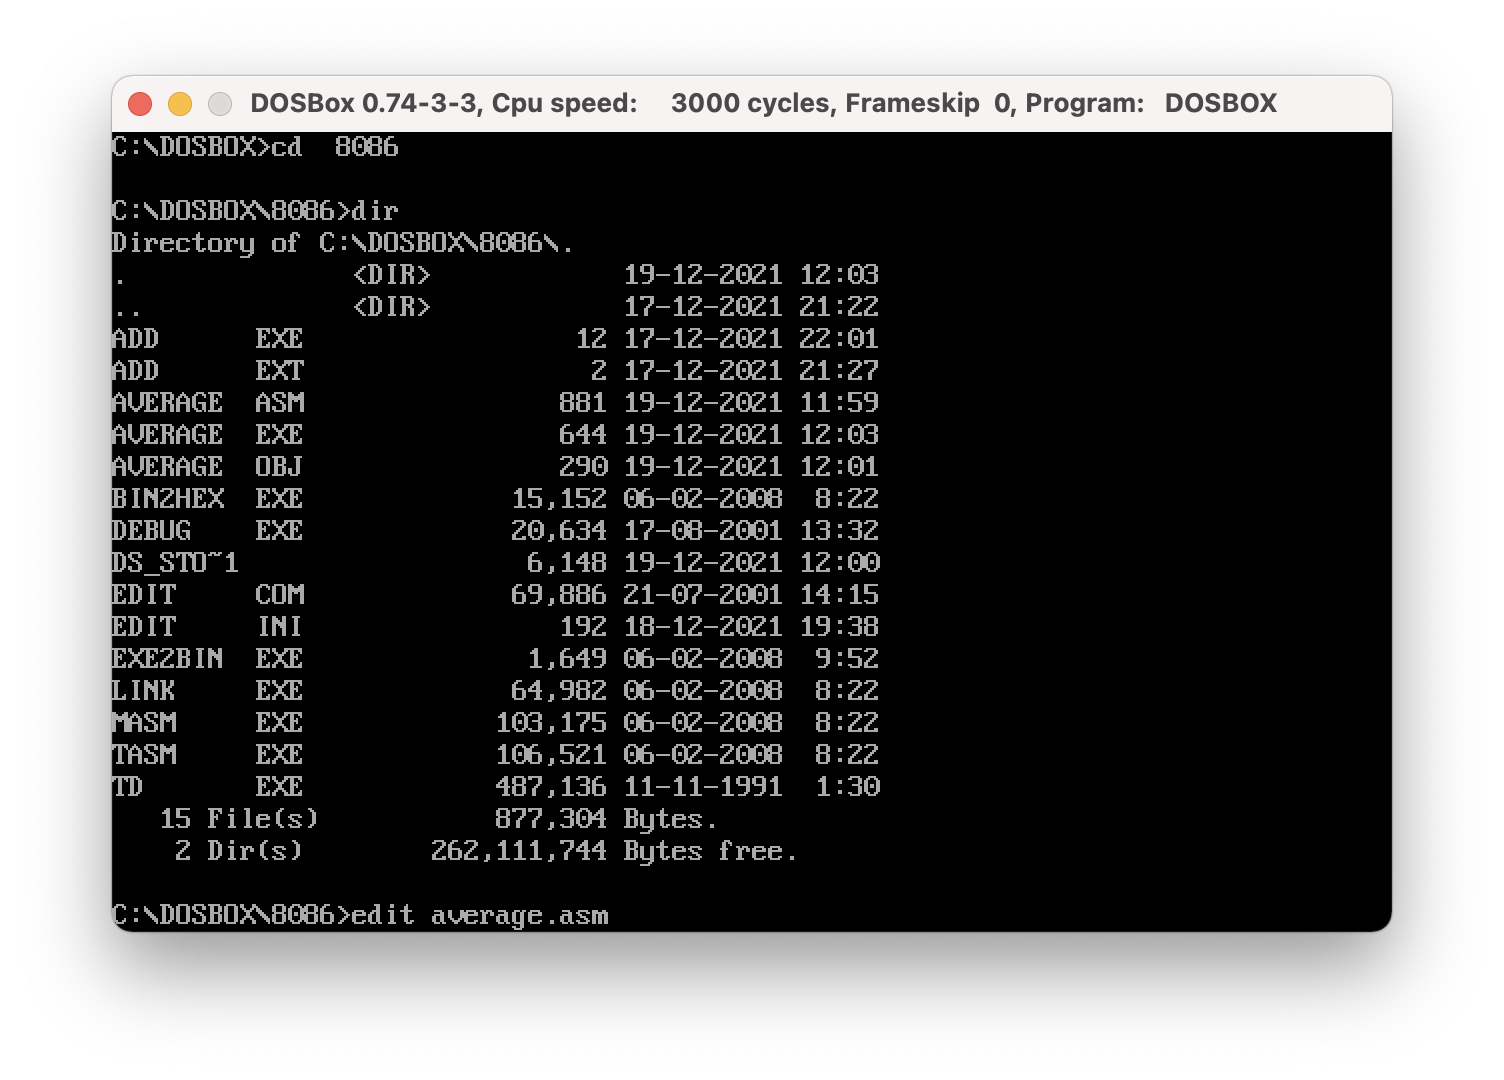 DOSBox 0.74-3-3, Cpu speed:    3000 cycles, Frameskip  0, Program:   DOSBOX
C:\DOSBOX>cd  8086
C:\DOSBOX\8086>dir
Directory of C:\DOSBOX\8086\.
.              <DIR>            19-12-2021 12:03
..             <DIR>            17-12-2021 21:22
ADD      EXE                 12 17-12-2021 22:01
ADD      EXT                  2 17-12-2021 21:27
AVERAGE  ASM                881 19-12-2021 11:59
AVERAGE  EXE                644 19-12-2021 12:03
AVERAGE  OBJ                290 19-12-2021 12:01
BIN2HEX  EXE             15,152 06-02-2008  8:22
DEBUG    EXE             20,634 17-08-2001 13:32
DS_STO~1                  6,148 19-12-2021 12:00
EDIT     COM             69,886 21-07-2001 14:15
EDIT     INI                192 18-12-2021 19:38
EXE2BIN  EXE              1,649 06-02-2008  9:52
LINK     EXE             64,982 06-02-2008  8:22
MASM     EXE            103,175 06-02-2008  8:22
TASM     EXE            106,521 06-02-2008  8:22
TD       EXE            487,136 11-11-1991  1:30
   15 File(s)           877,304 Bytes.
    2 Dir(s)        262,111,744 Bytes free.
C:\DOSBOX\8086>edit average.asm